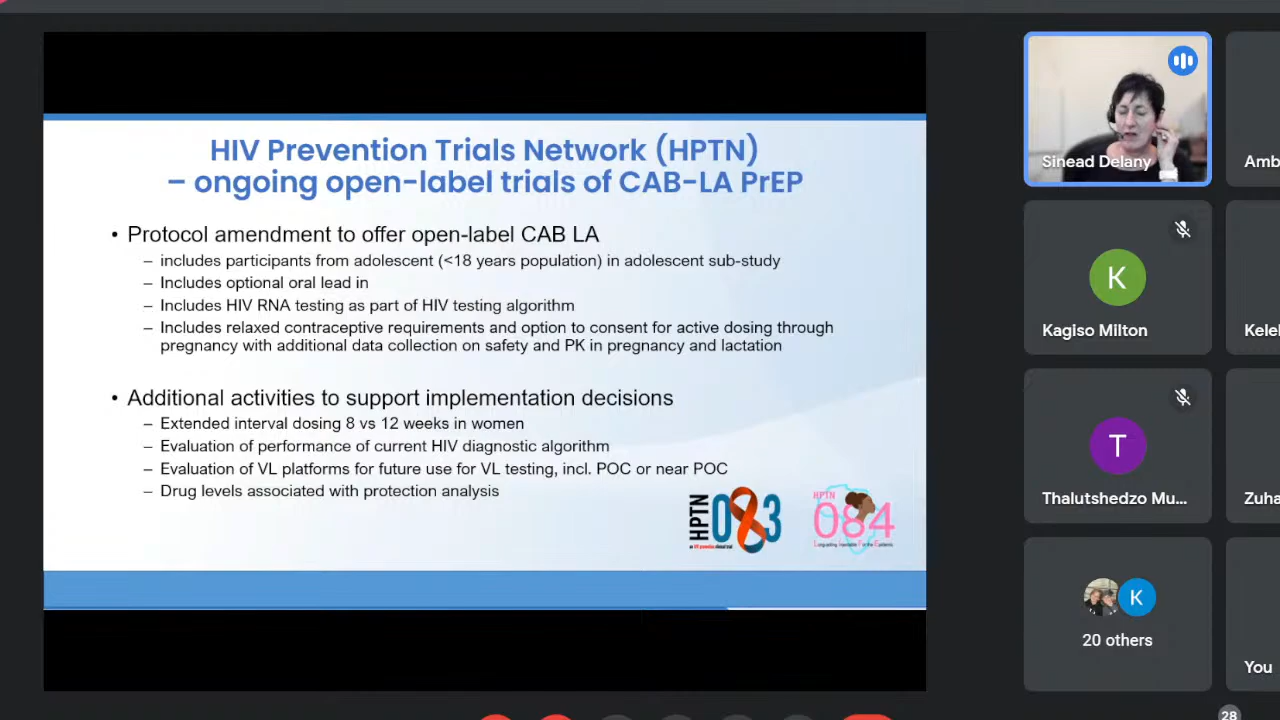 HIV Prevention Trials Network (HPTN)
– ongoing open-label trials of CAB-LA PrEP
• Protocol amendment to offer open-label CAB LA
– includes participants from adolescent (<18 years population) in adolescent sub-study
– Includes optional oral lead in
– Includes HIV RNA testing as part of HIV testing algorithm
– Includes relaxed contraceptive requirements and option to consent for active dosing through
pregnancy with additional data collection on safety and PK in pregnancy and lactation
• Additional activities to support implementation decisions
– Extended interval dosing 8 vs 12 weeks in women
– Evaluation of performance of current HIV diagnostic algorithm
– Evaluation of VL platforms for future use for VL testing, incl. POC or near POC
– Drug levels associated with protection analysis
HPTN
083
HPTN
084
Sinead Delany
Amb
K
Kagiso Milton
Kele
T
Thalutshedzo Mu...
Zuha
K
20 others
You
28